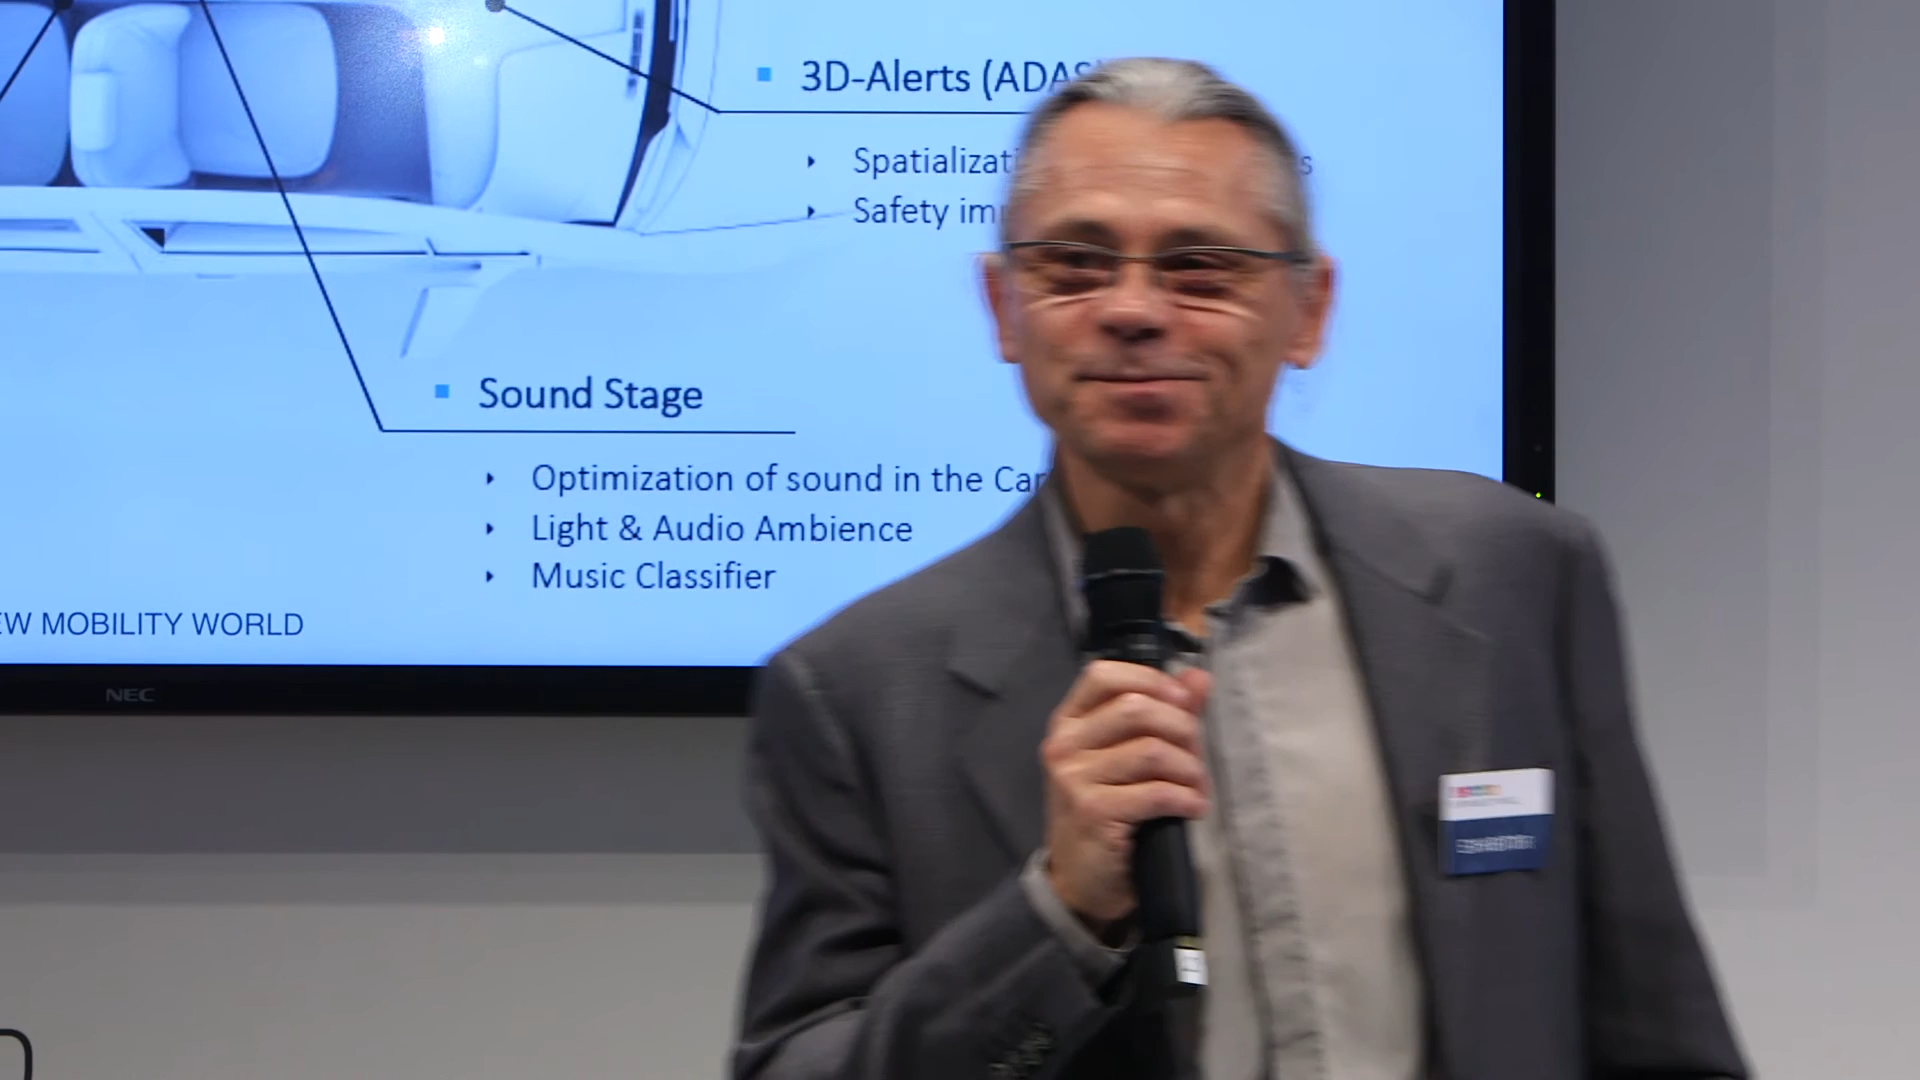 3D-Alerts (ADAS
Spatializati s
Safety im
Sound Stage
Optimization of sound in the Car
Light & Audio Ambience
Music Classifier
EW MOBILITY WORLD
NEC